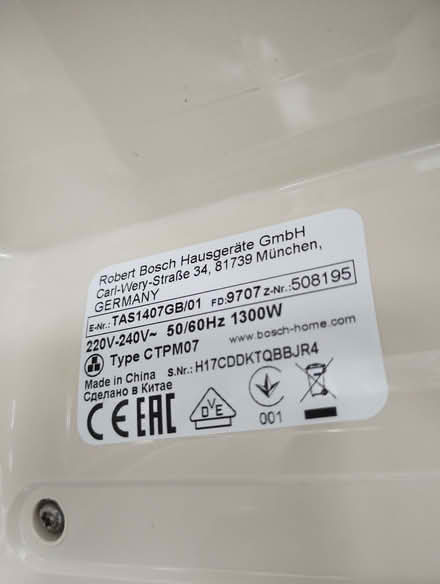 Robert Bosch Hausgeräte GmbH
Carl-Wery-Straße 34, 81739 München,
GERMANY
E-Nr.: TAS1407GB/01 FD: 9707 Z-Nr.: 508195
220V-240V~ 50/60Hz 1300W
www.bosch-home.com
Type CTPM07
Made in China S.Nr.: H17CDDKTQBBJR4
Сделано в Китае
CE EAC DVE 001